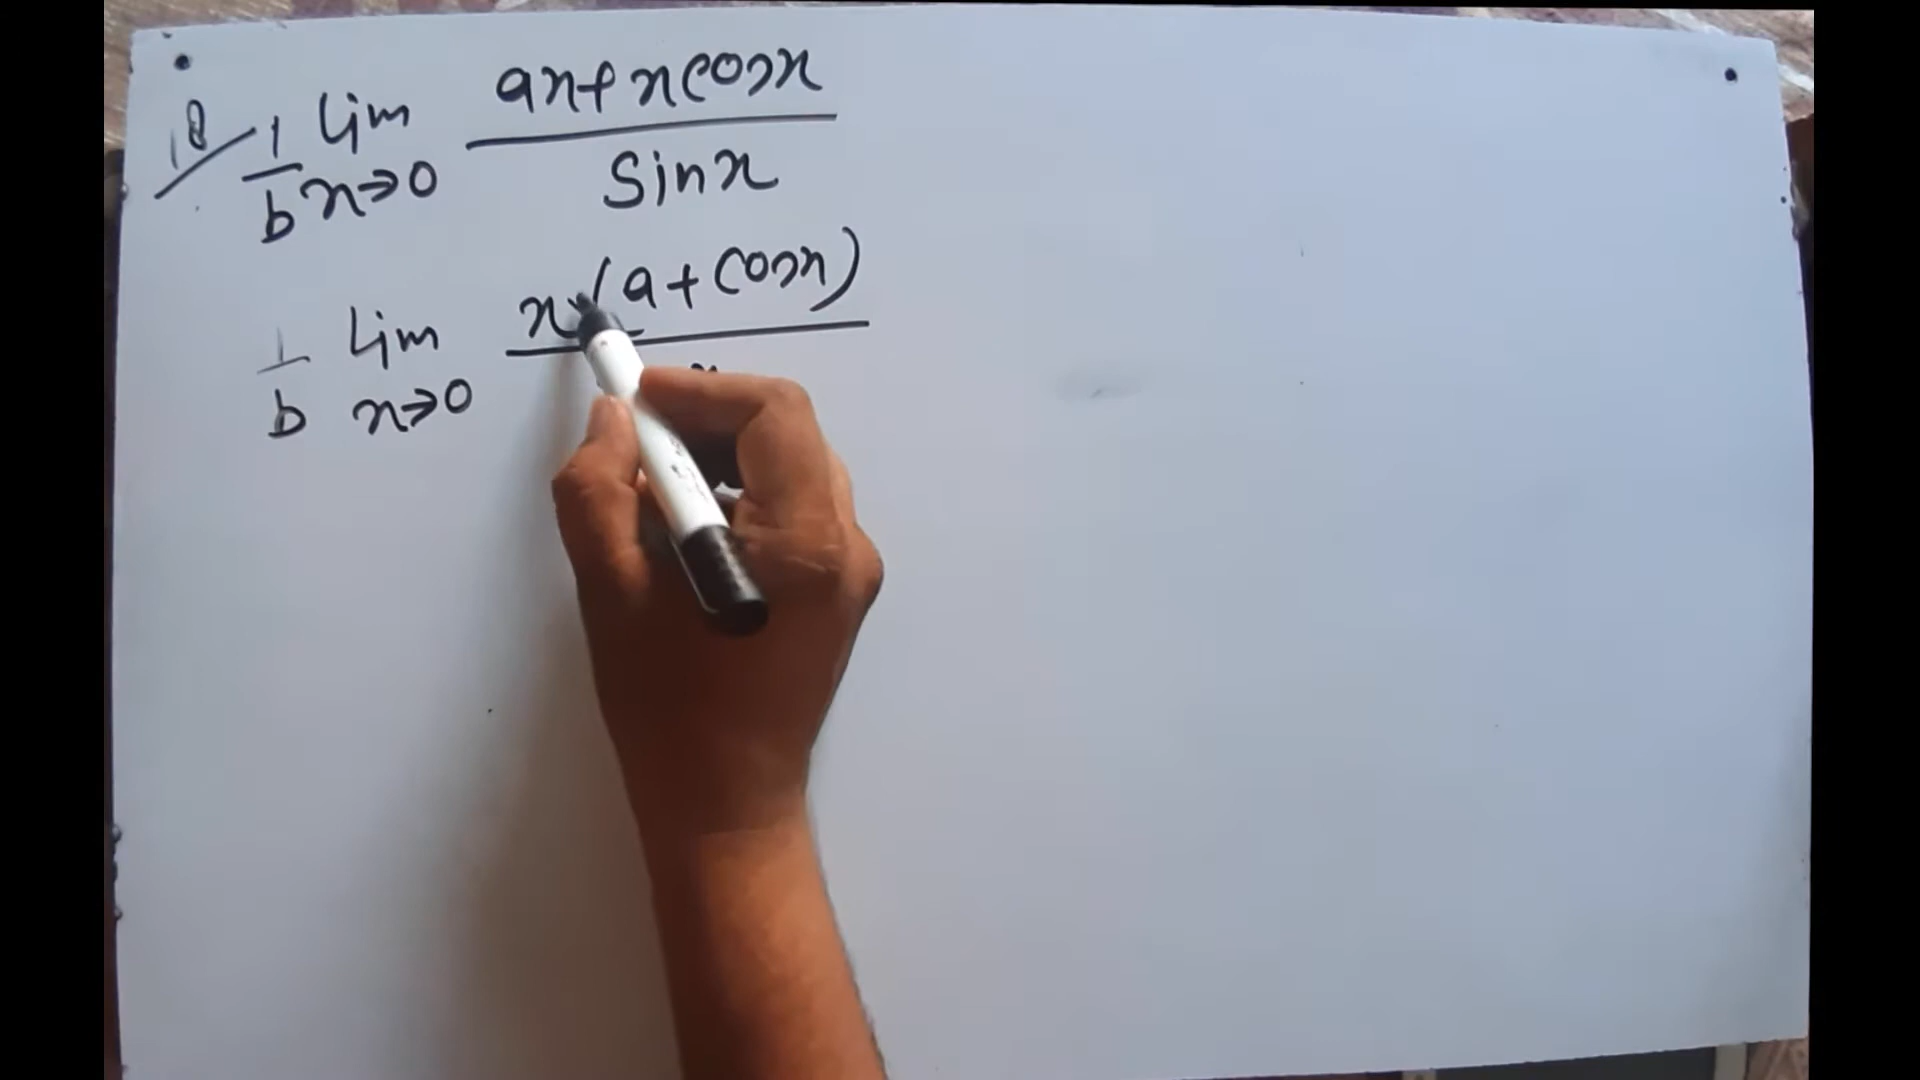 18 1/b lim x→0 (ax+xcosx)/(sinx)
1/b lim x→0 x(a+cosx)